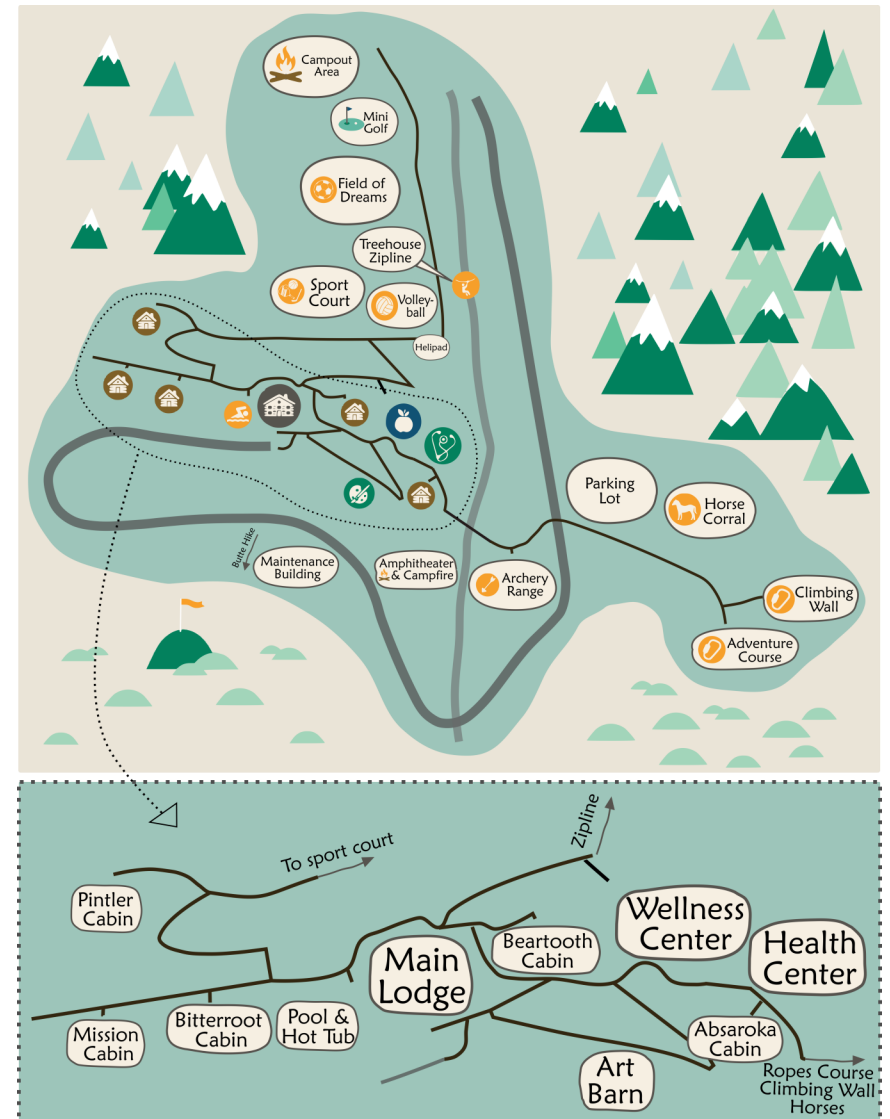 Campout
Area
Mini
Golf
Field of
Dreams
Treehouse
Zipline
Sport
Court
Volley-
ball
Helipad
Parking
Lot
Horse
Corral
Butte Hike
Maintenance
Building
Amphitheater
& Campfire
Archery
Range
Climbing
Wall
Adventure
Course
To sport court
Zipline
Pintler
Cabin
Wellness
Center
Beartooth
Cabin
Health
Center
Main
Lodge
Mission
Cabin
Bitterroot
Cabin
Pool &
Hot Tub
Absaroka
Cabin
Art
Barn
Ropes Course
Climbing Wall
Horses